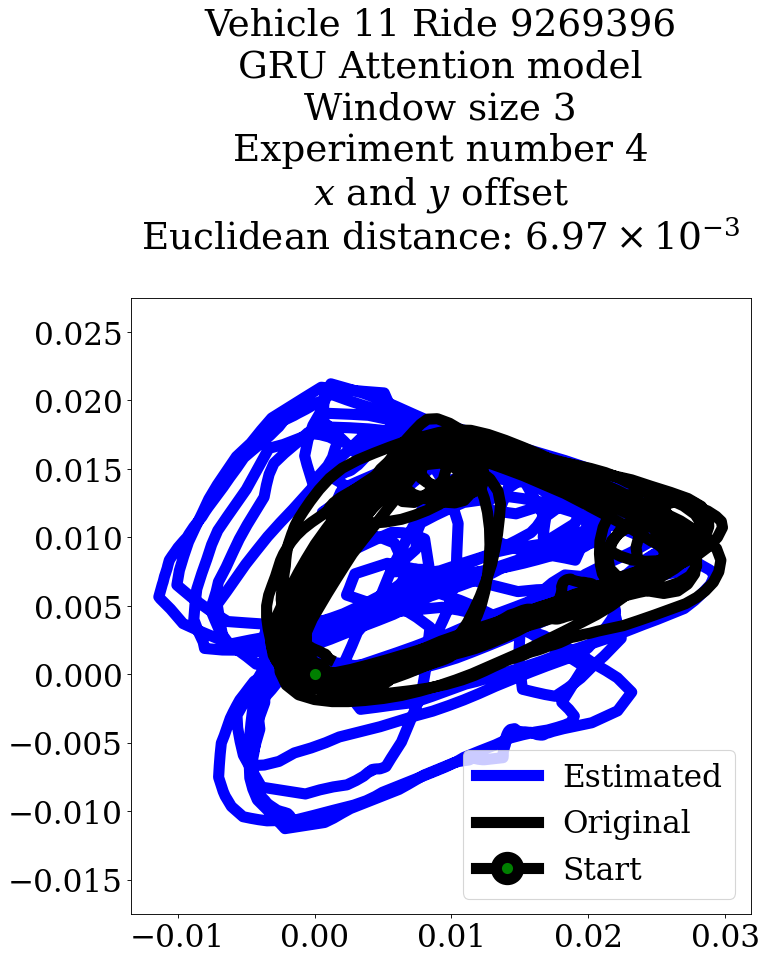 Vehicle 11 Ride 9269396
GRU Attention model
Window size 3
Experiment number 4
x and y offset
Euclidean distance: 6.97 × 10⁻³
0.025
0.020
0.015
0.010
0.005
0.000
−0.005
−0.010
−0.015
−0.01 0.00 0.01 0.02 0.03
Estimated
Original
Start